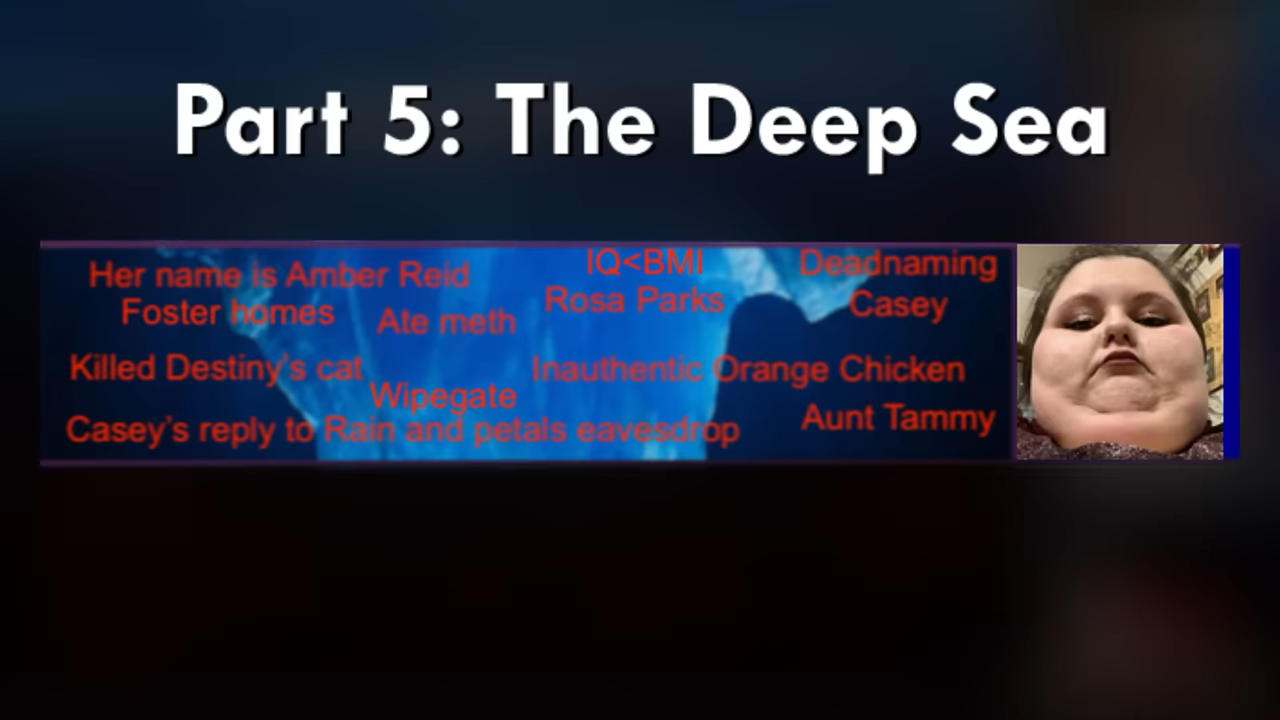 Part 5: The Deep Sea
Her name is Amber Reid
IQ<BMI
Deadnaming
Casey
Foster homes
Ate meth
Rosa Parks
Killed Destiny's cat
Inauthentic Orange Chicken
Wipegate
Casey's reply to Rain and petals eavesdrop
Aunt Tammy